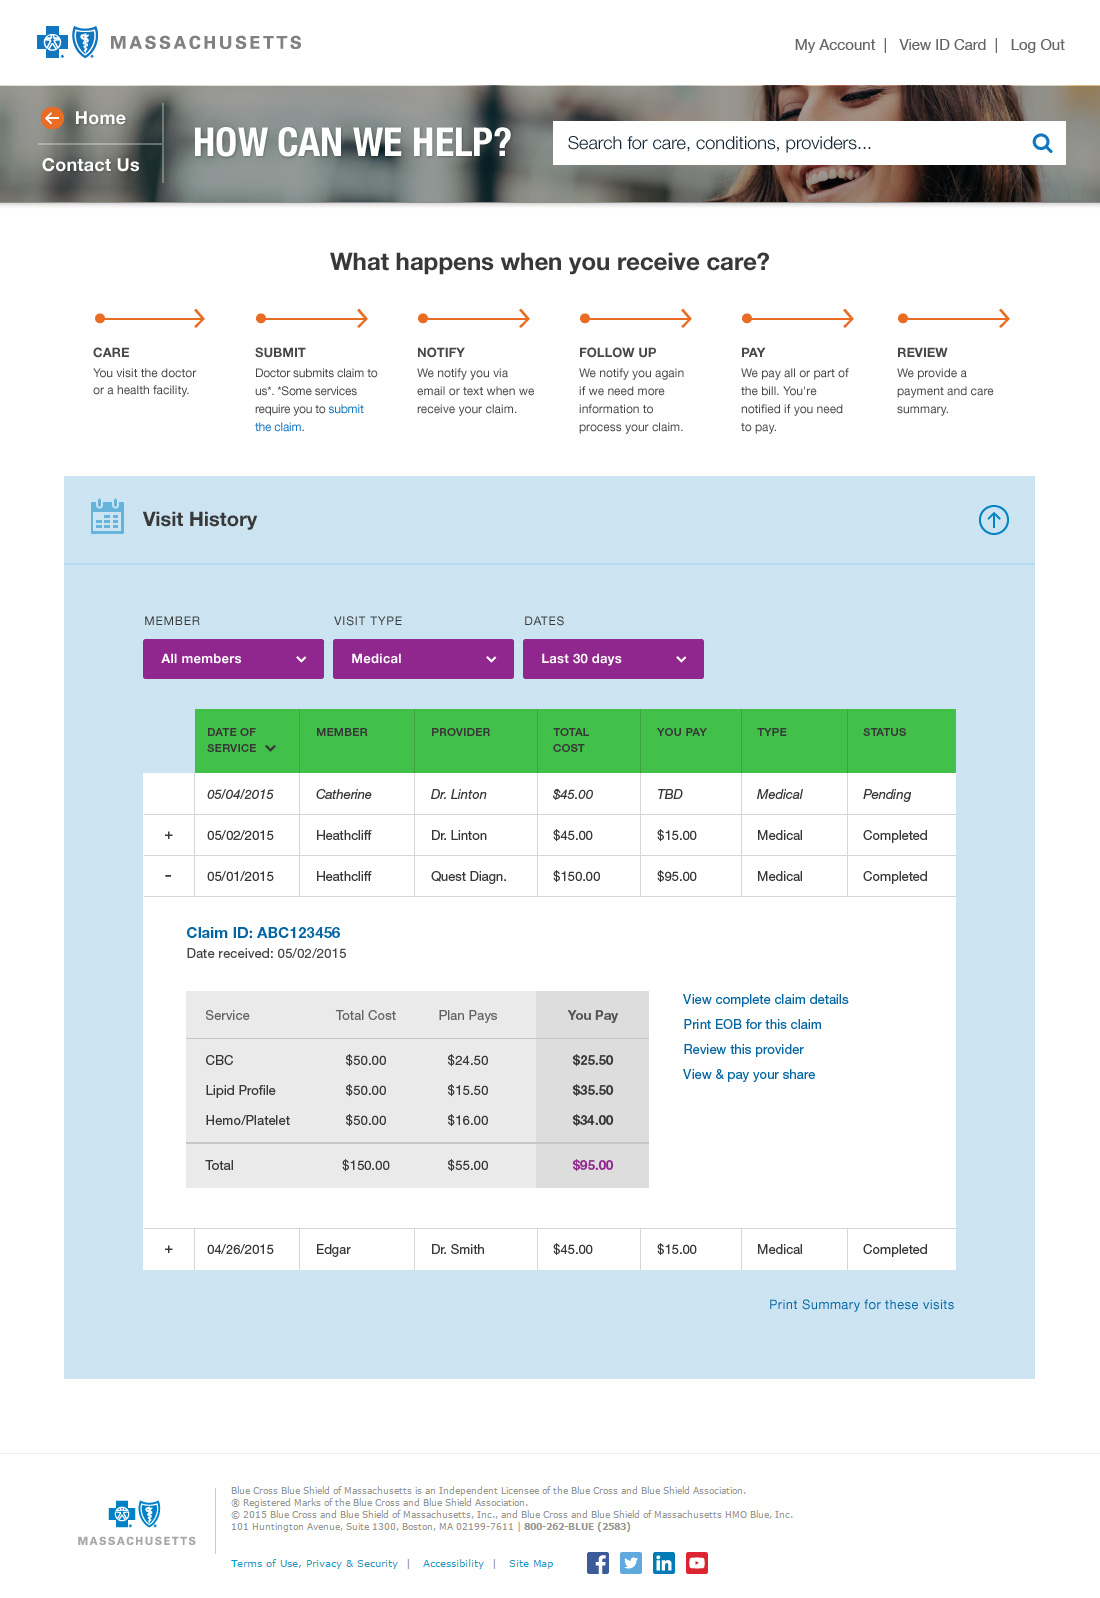 MASSACHUSETTS
My Account | View ID Card | Log Out
Home
Contact Us
HOW CAN WE HELP?
Search for care, conditions, providers...
What happens when you receive care?
CARE
You visit the doctor
or a health facility.
SUBMIT
Doctor submits claim to
us*. *Some services
require you to submit
the claim.
NOTIFY
We notify you via
email or text when we
receive your claim.
FOLLOW UP
We notify you again
if we need more
information to
process your claim.
PAY
We pay all or part of
the bill. You're
notified if you need
to pay.
REVIEW
We provide a
payment and care
summary.
Visit History
MEMBER VISIT TYPE DATES
All members Medical Last 30 days
DATE OF
SERVICE MEMBER PROVIDER TOTAL
COST YOU PAY TYPE STATUS
05/04/2015 Catherine Dr. Linton $45.00 TBD Medical Pending
+ 05/02/2015 Heathcliff Dr. Linton $45.00 $15.00 Medical Completed
- 05/01/2015 Heathcliff Quest Diagn. $150.00 $95.00 Medical Completed
Claim ID: ABC123456
Date received: 05/02/2015
Service Total Cost Plan Pays You Pay
CBC $50.00 $24.50 $25.50
Lipid Profile $50.00 $15.50 $35.50
Hemo/Platelet $50.00 $16.00 $34.00
Total $150.00 $55.00 $95.00
View complete claim details
Print EOB for this claim
Review this provider
View & pay your share
+ 04/26/2015 Edgar Dr. Smith $45.00 $15.00 Medical Completed
Print Summary for these visits
MASSACHUSETTS
Blue Cross Blue Shield of Massachusetts is an Independent Licensee of the Blue Cross and Blue Shield Association.
® Registered Marks of the Blue Cross and Blue Shield Association.
© 2015 Blue Cross and Blue Shield of Massachusetts, Inc., and Blue Cross and Blue Shield of Massachusetts HMO Blue, Inc.
101 Huntington Avenue, Suite 1300, Boston, MA 02199-7611 | 800-262-BLUE (2583)
Terms of Use, Privacy & Security | Accessibility | Site Map